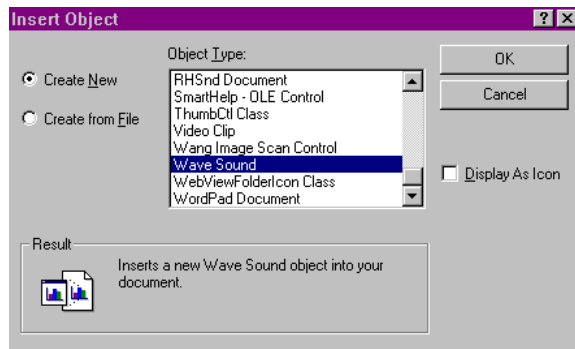 Insert Object
Object Type:
Create New
Create from File
RHSnd Document
SmartHelp - OLE Control
ThumbCtl Class
Video Clip
Wang Image Scan Control
Wave Sound
WebViewFolderIcon Class
WordPad Document
OK
Cancel
Display As Icon
Result
Inserts a new Wave Sound object into your
document.